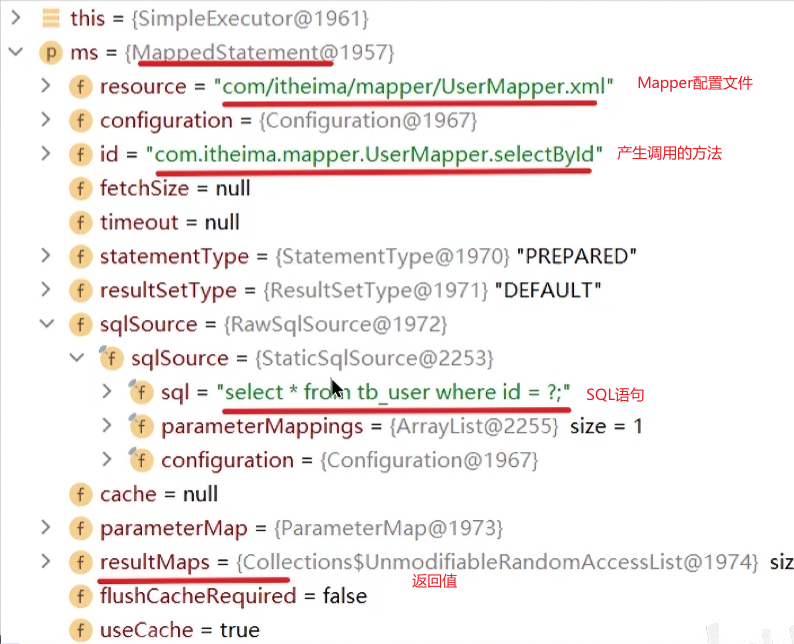 this = {SimpleExecutor@1961}
p ms = {MappedStatement@1957}
f resource = "com/itheima/mapper/UserMapper.xml" Mapper配置文件
f configuration = {Configuration@1967}
f id = "com.itheima.mapper.UserMapper.selectById" 产生调用的方法
f fetchSize = null
f timeout = null
f statementType = {StatementType@1970} "PREPARED"
f resultSetType = {ResultSetType@1971} "DEFAULT"
f sqlSource = {RawSqlSource@1972}
f sqlSource = {StaticSqlSource@2253}
f sql = "select * from tb_user where id = ?;" SQL语句
f parameterMappings = {ArrayList@2255} size = 1
f configuration = {Configuration@1967}
f cache = null
f parameterMap = {ParameterMap@1973}
f resultMaps = {Collections$UnmodifiableRandomAccessList@1974} siz
返回值
f flushCacheRequired = false
f useCache = true